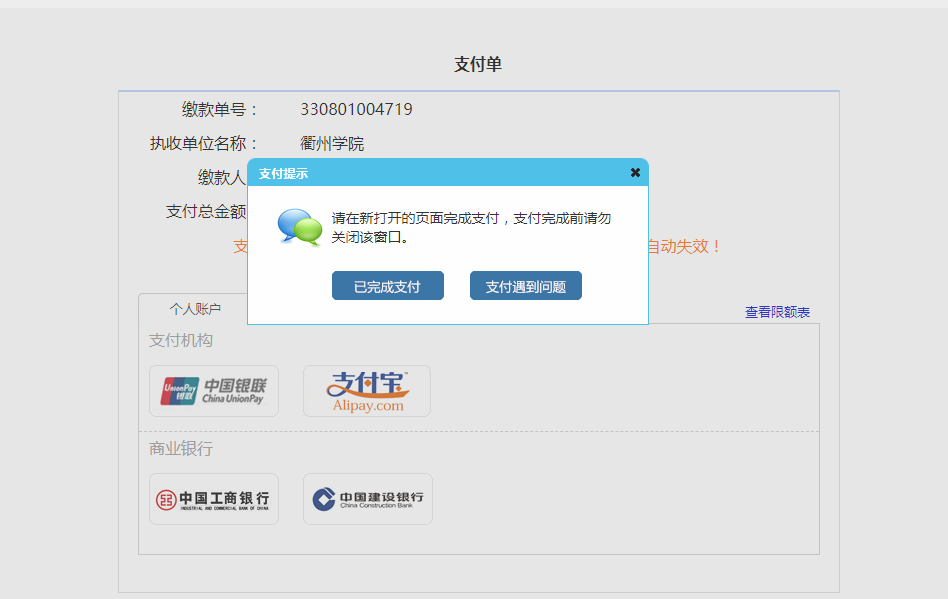 支付单
缴款单号： 330801004719
执收单位名称： 衢州学院
支付提示
缴款人
请在新打开的页面完成支付，支付完成前请勿
关闭该窗口。
支付总金额
支
自动失效！
已完成支付 支付遇到问题
个人账户 查看限额表
支付机构
UnionPay 银联 中国银联 China UnionPay
支付宝 Alipay.com
商业银行
中国工商银行
INDUSTRIAL AND COMMERCIAL BANK OF CHINA
中国建设银行
China Construction Bank